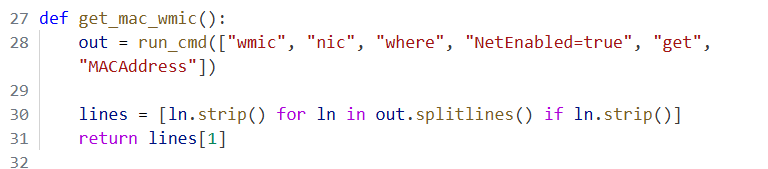 27 def get_mac_wmic():
28     out = run_cmd(["wmic", "nic", "where", "NetEnabled=true", "get",
       "MACAddress"])
29
30     lines = [ln.strip() for ln in out.splitlines() if ln.strip()]
31     return lines[1]
32